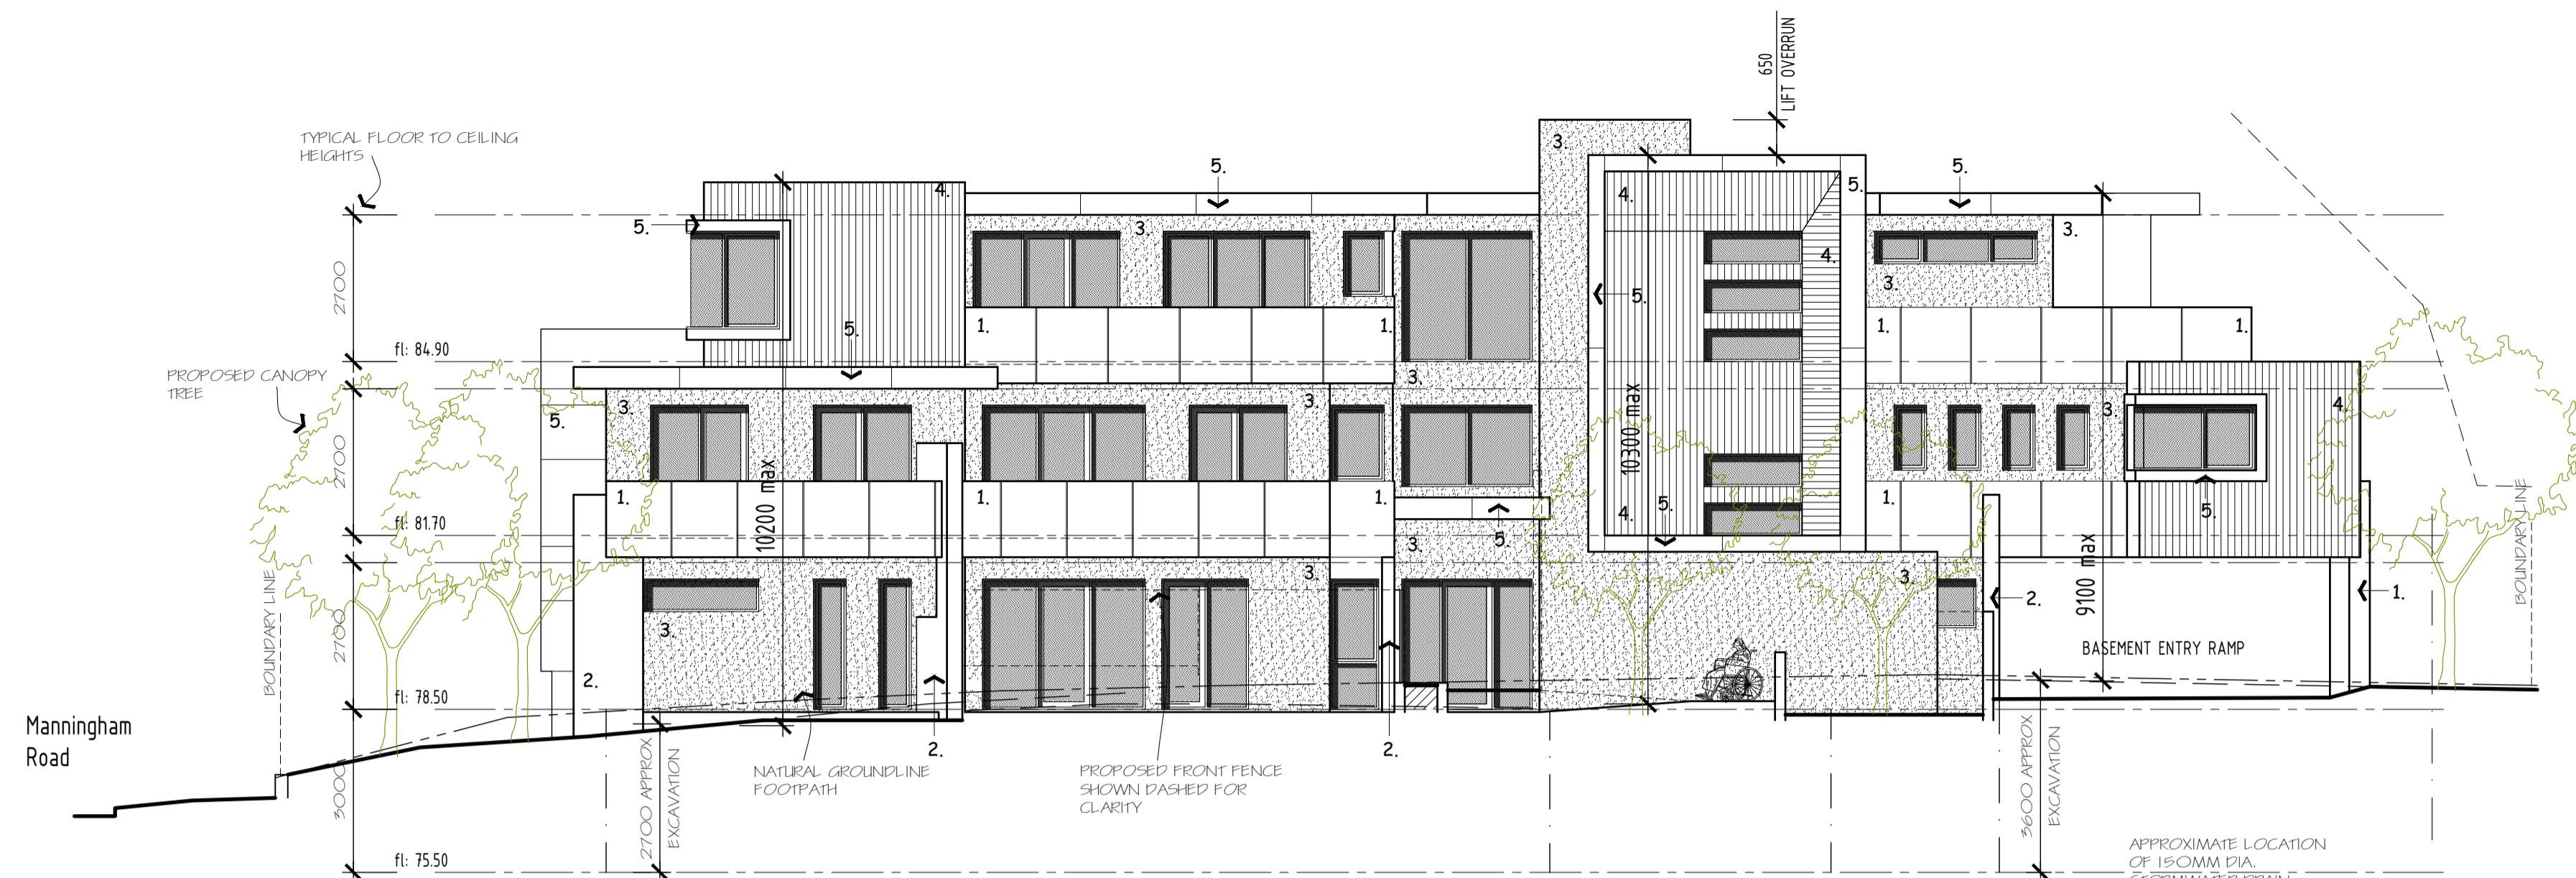 650
LIFT OVERRUN
TYPICAL FLOOR TO CEILING
HEIGHTS
3.
5.
5.
4.
4.
5.
5.
3.
3.
4.
5.
3.
2700
1.
1.
1.
1.
5.
fl: 84.90
PROPOSED CANOPY
TREE
3.
3.
3.
3.
4.
5.
10300 max
2700
10200 max
1.
1.
1.
4.
5.
1.
5.
5.
fl: 81.70
3.
9100 max
3.
3.
BOUNDARY LINE
BOUNDARY LINE
2.
1.
2700
3.
BASEMENT ENTRY RAMP
2.
fl: 78.50
Manningham
Road
2.
2.
NATURAL GROUNDLINE
FOOTPATH
PROPOSED FRONT FENCE
SHOWN DASHED FOR
CLARITY
3000
2700 APPROX
EXCAVATION
3600 APPROX
EXCAVATION
fl: 75.50
APPROXIMATE LOCATION
OF 150MM DIA.
STORMWATER DRAIN